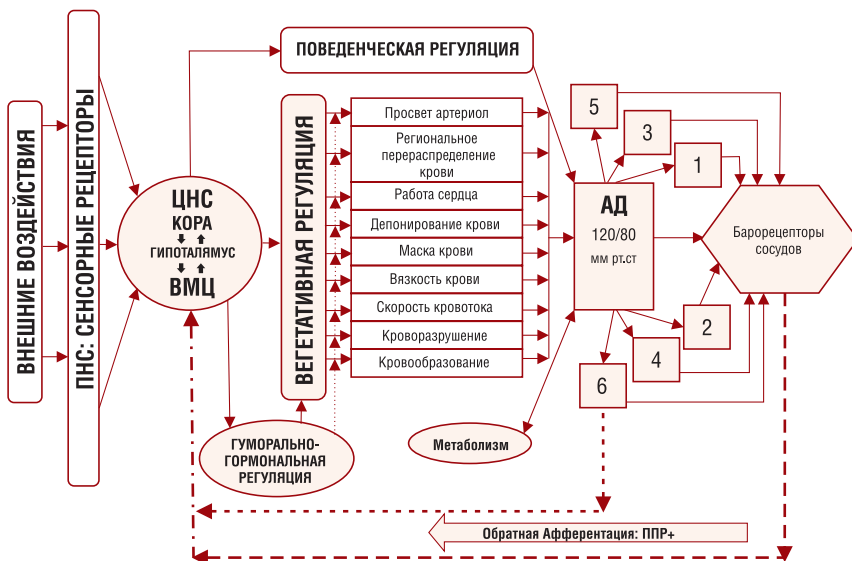 ВНЕШНИЕ ВОЗДЕЙСТВИЯ
ПНС: СЕНСОРНЫЕ РЕЦЕПТОРЫ
ЦНС
КОРА
ГИПОТАЛЯМУС
ВМЦ
ПОВЕДЕНЧЕСКАЯ РЕГУЛЯЦИЯ
ВЕГЕТАТИВНАЯ РЕГУЛЯЦИЯ
Просвет артериол
Региональное
перераспределение
крови
Работа сердца
Депонирование крови
Маска крови
Вязкость крови
Скорость кровотока
Кроворазрушение
Кровообразование
ГУМОРАЛЬНО-
ГОРМОНАЛЬНАЯ
РЕГУЛЯЦИЯ
Метаболизм
АД
120/80
мм рт.ст
5
3
1
2
4
6
Барорецепторы
сосудов
Обратная Афферентация: ППР+